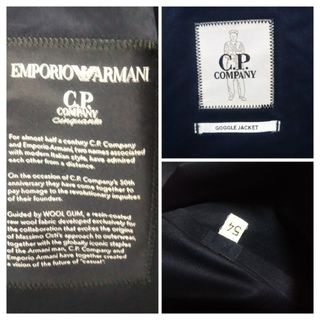 EMPORIO ARMANI
C.P.
COMPANY
Cinquanta
For almost half a century C.P. Company
and Emporio Armani, two names associated
with modern Italian style, have admired
each other from a distance.
On the occasion of C.P. Company's 50th
anniversary they have come together to
pay homage to the revolutionary impulse
of their founders.
Guided by WOOL GUM, a resin-coated
raw wool fabric developed exclusively for
the collaboration that evokes the origins
of Massimo Osti's approach to outerwear,
together with the globally iconic staples
of the Armani man, C.P. Company and
Emporio Armani have together created
a vision of the future of "casual"
C.P.
COMPANY
GOGGLE JACKET
54